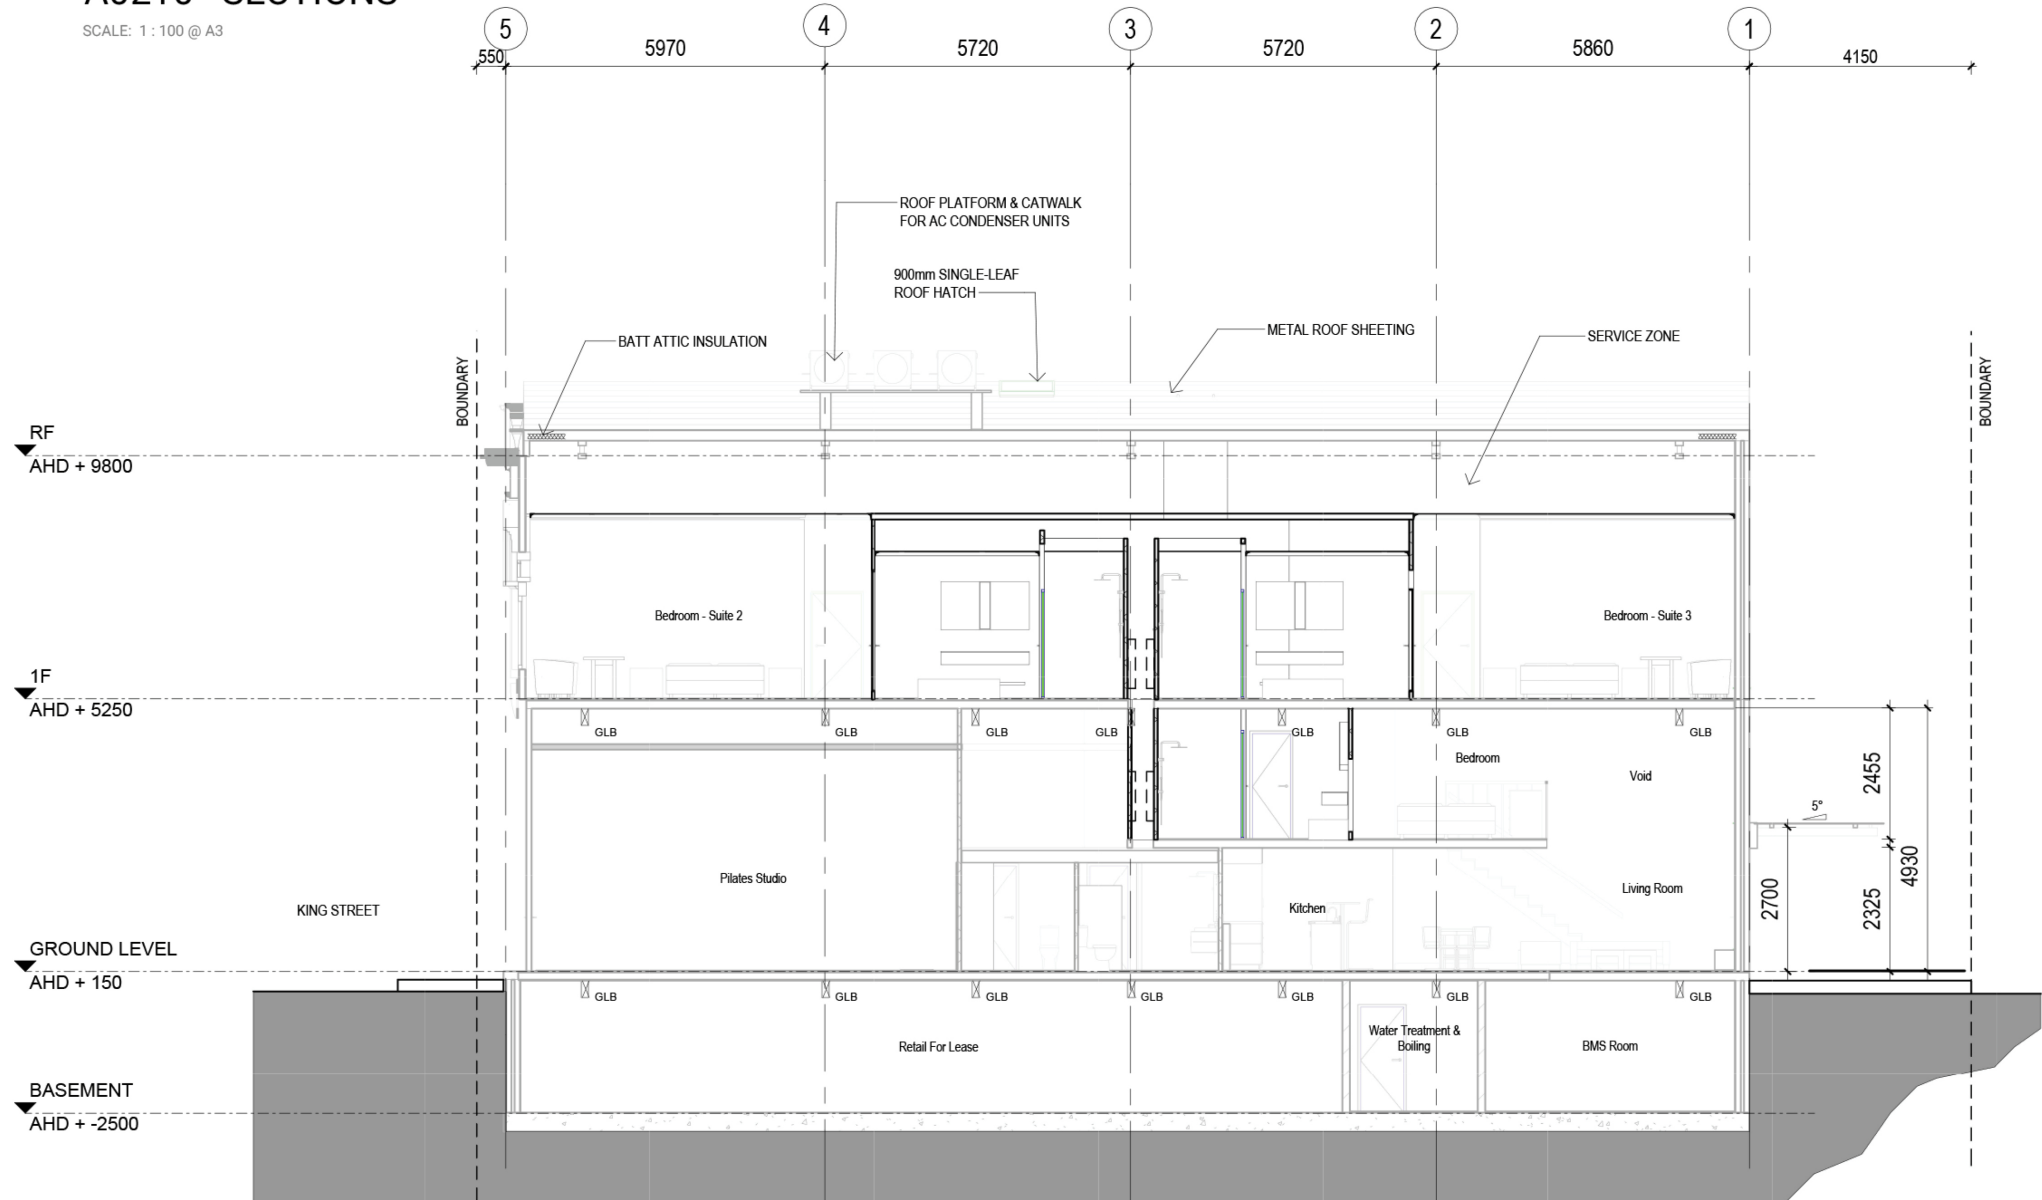 SCALE: 1 : 100 @ A3
5
4
3
2
1
550
5970
5720
5720
5860
4150
ROOF PLATFORM & CATWALK
FOR AC CONDENSER UNITS
900mm SINGLE-LEAF
ROOF HATCH
METAL ROOF SHEETING
SERVICE ZONE
BATT ATTIC INSULATION
BOUNDARY
BOUNDARY
RF
AHD + 9800
Bedroom - Suite 2
Bedroom - Suite 3
1F
AHD + 5250
GLB
GLB
GLB
GLB
GLB
GLB
GLB
Bedroom
Void
2455
5°
4930
2700
2325
Pilates Studio
Living Room
Kitchen
KING STREET
GROUND LEVEL
AHD + 150
GLB
GLB
GLB
GLB
GLB
GLB
GLB
Retail For Lease
Water Treatment &
Boiling
BMS Room
BASEMENT
AHD + -2500